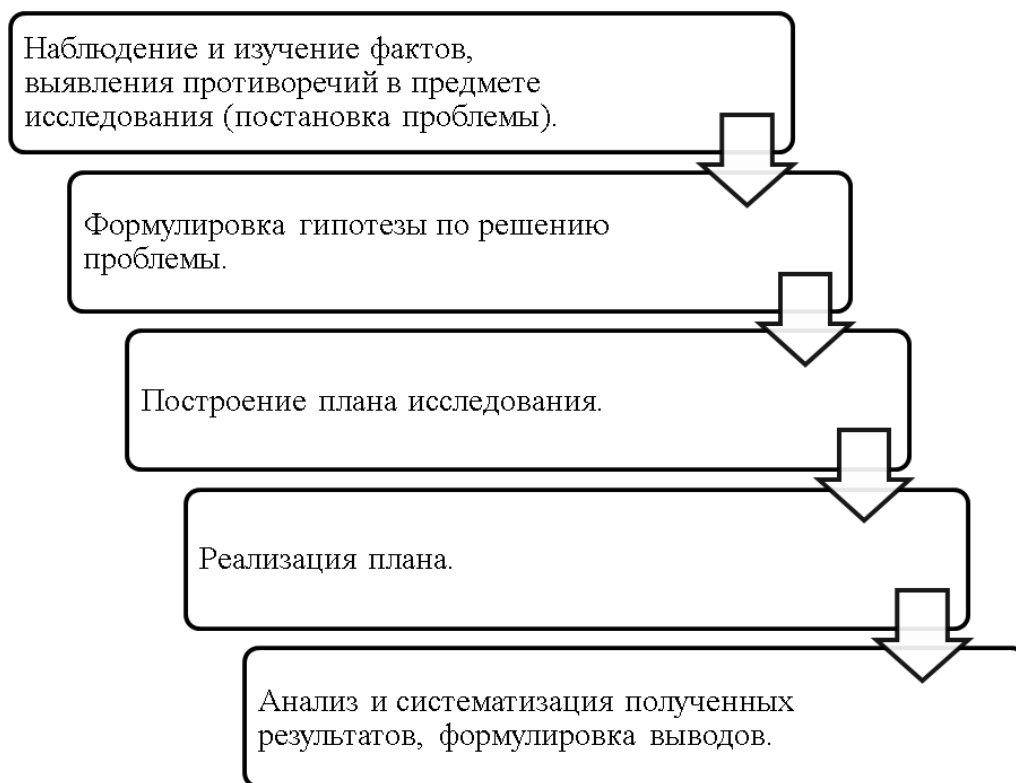 Наблюдение и изучение фактов,
выявления противоречий в предмете
исследования (постановка проблемы).
Формулировка гипотезы по решению
проблемы.
Построение плана исследования.
Реализация плана.
Анализ и систематизация полученных
результатов, формулировка выводов.